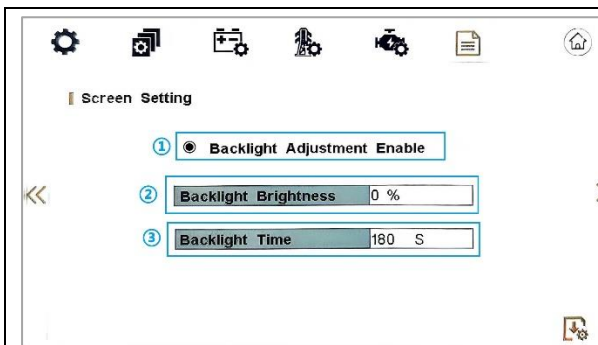 Screen Setting
① Backlight Adjustment Enable
② Backlight Brightness 0 %
③ Backlight Time 180 S